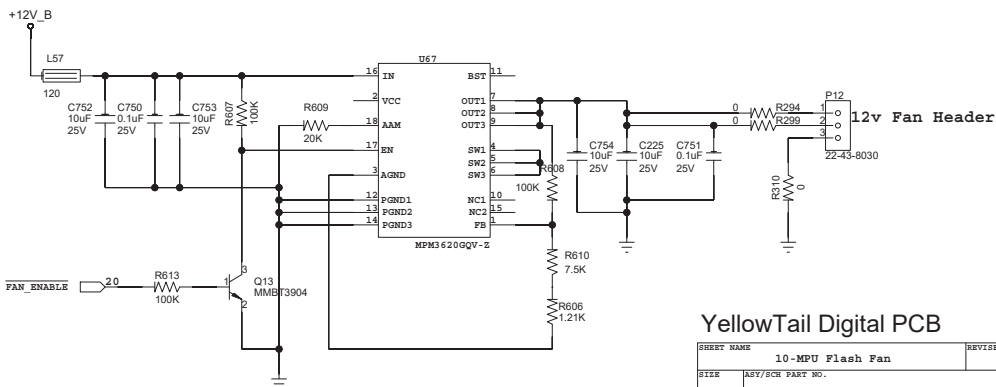 +12V_B
L57
120
C752
10uF
25V
C750
0.1uF
25V
C753
10uF
25V
R607
100K
R609
20K
U67
16 IN
2 VCC
18 AAM
17 EN
3 AGND
12 PGND1
13 PGND2
14 PGND3
BST 11
OUT1 7
OUT2 8
OUT3 9
SW1 4
SW2 5
SW3 6
NC1 10
NC2 15
FB 1
MPM3620GQV-Z
R608
100K
R610
7.5K
R606
1.21K
C754
10uF
25V
C225
10uF
25V
C751
0.1uF
25V
0 R294
0 R299
R310
0
P12
1
2
3
22-43-8030
12v Fan Header
FAN_ENABLE 20
R613
100K
1
3
2
Q13
MMBT3904
YellowTail Digital PCB
SHEET NAME
10-MPU Flash Fan
SIZE
ASY/SCH PART NO.